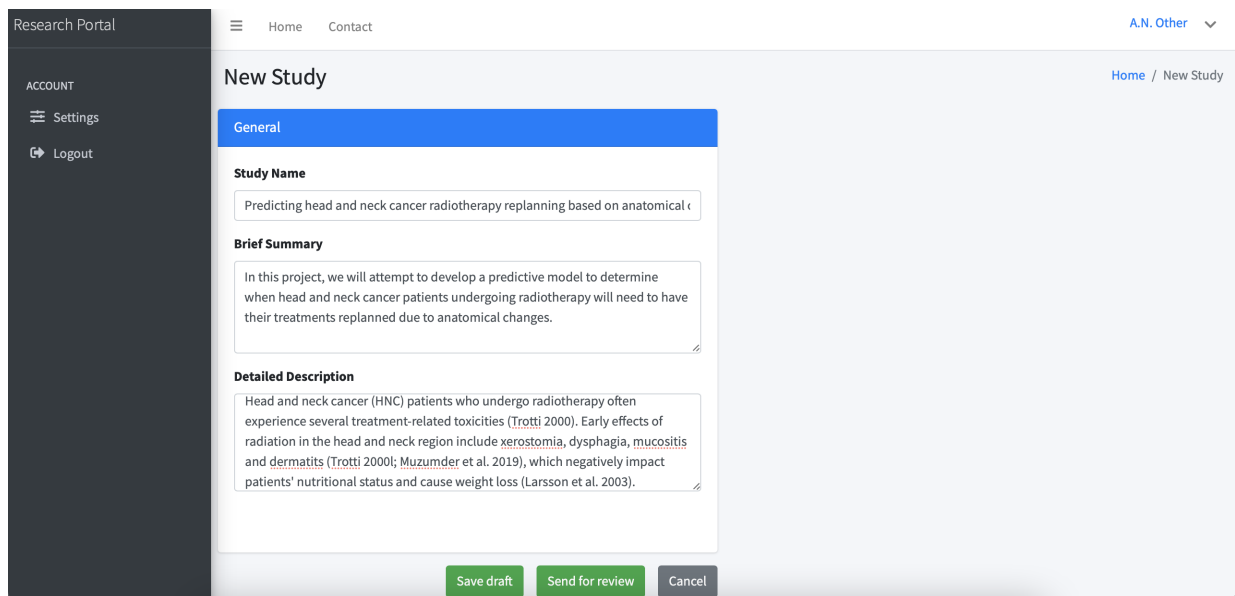 Research Portal
Home
Contact
A.N. Other
New Study
Home / New Study
ACCOUNT
Settings
Logout
General
Study Name
Predicting head and neck cancer radiotherapy replanning based on anatomical
Brief Summary
In this project, we will attempt to develop a predictive model to determine
when head and neck cancer patients undergoing radiotherapy will need to have
their treatments replanned due to anatomical changes.
Detailed Description
Head and neck cancer (HNC) patients who undergo radiotherapy often
experience several treatment-related toxicities (Trotti 2000). Early effects of
radiation in the head and neck region include xerostomia, dysphagia, mucositis
and dermatits (Trotti 2000l; Muzumder et al. 2019), which negatively impact
patients' nutritional status and cause weight loss (Larsson et al. 2003).
Save draft
Send for review
Cancel